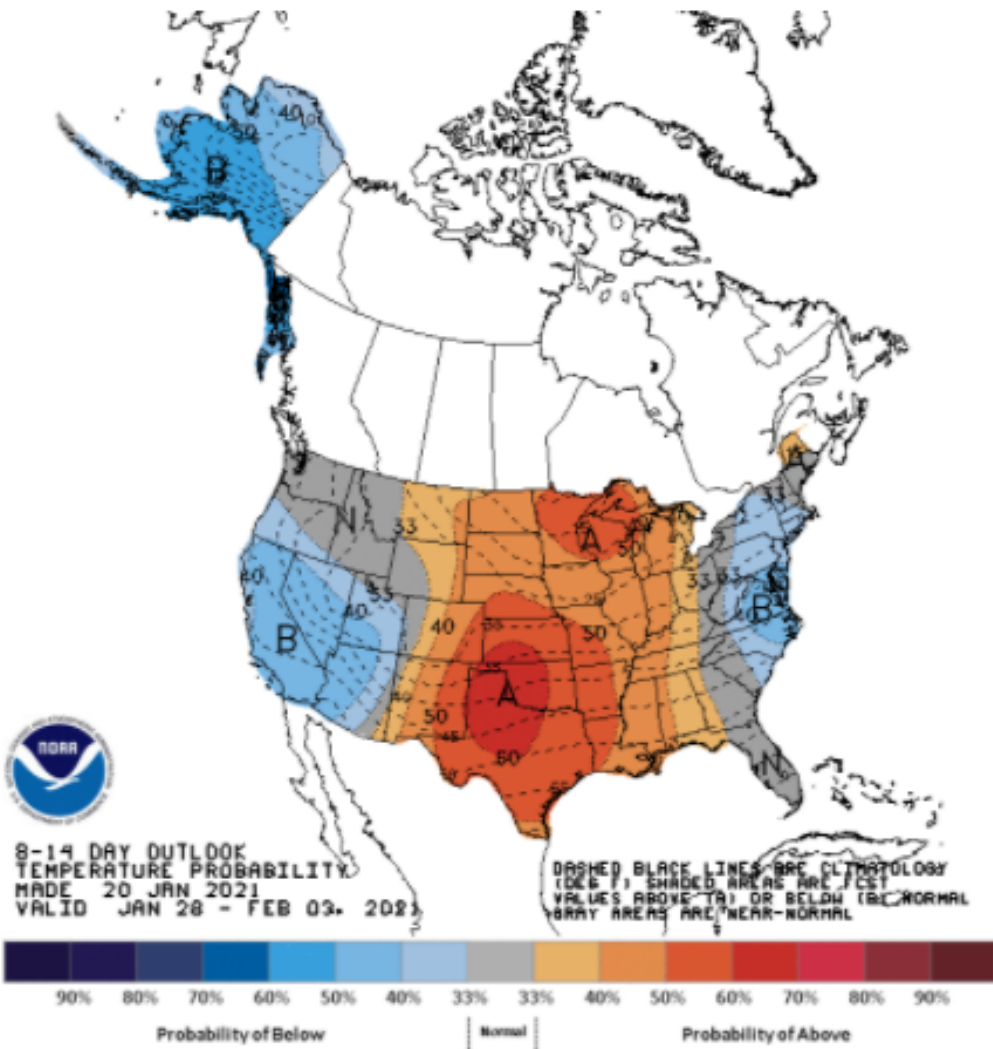 B
40
50
N
33
A
50
A
40
33
40
B
40
50
A
50
60
33
B
N
NOAA
8-14 DAY OUTLOOK
TEMPERATURE PROBABILITY
MADE 20 JAN 2021
VALID JAN 28 - FEB 03, 2021
DASHED BLACK LINES ARE CLIMATOLOGY
(DEG F) SHADED AREAS ARE FCST
VALUES ABOVE (A) OR BELOW (B) NORMAL
GRAY AREAS ARE NEAR-NORMAL
90% 80% 70% 60% 50% 40% 33% 33% 40% 50% 60% 70% 80% 90%
Probability of Below Normal Probability of Above